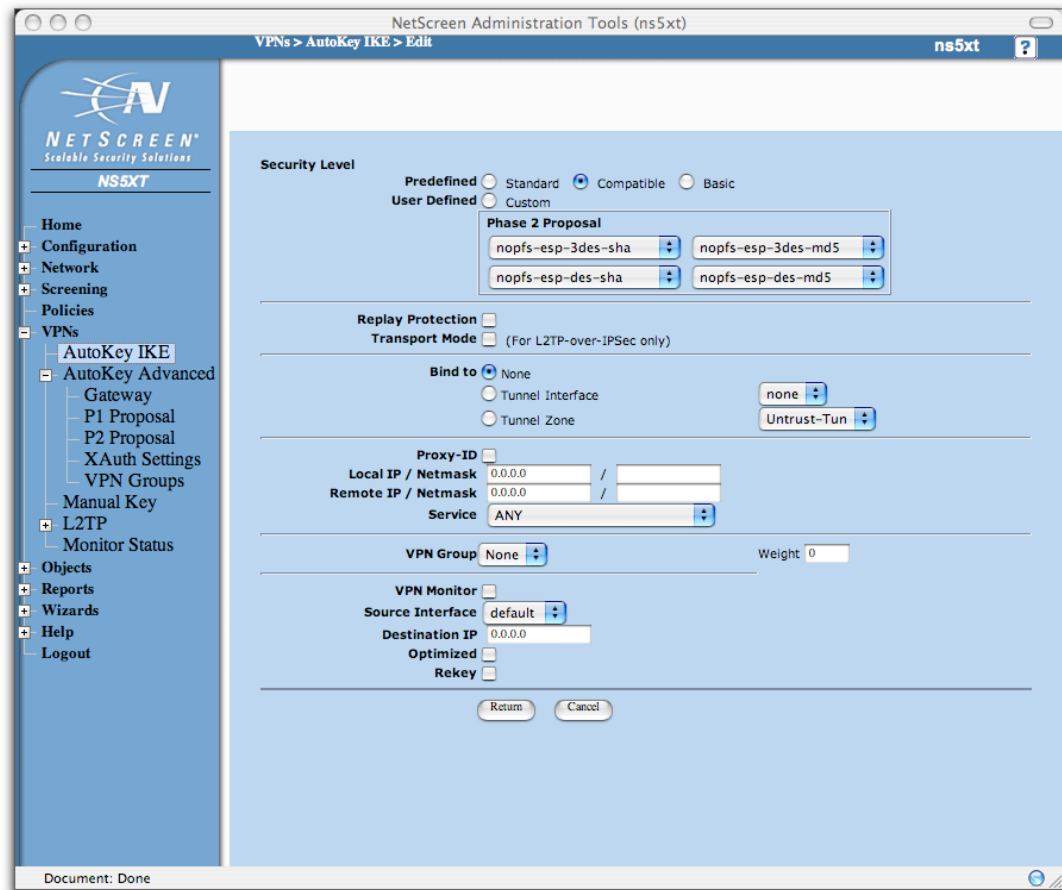 NetScreen Administration Tools (ns5xt)
VPNs > AutoKey IKE > Edit
ns5xt ?
N
NETSCREEN®
Scalable Security Solutions
NS5XT
Home
Configuration
Network
Screening
Policies
VPNs
AutoKey IKE
AutoKey Advanced
Gateway
P1 Proposal
P2 Proposal
XAuth Settings
VPN Groups
Manual Key
L2TP
Monitor Status
Objects
Reports
Wizards
Help
Logout
Security Level
Predefined Standard Compatible Basic
User Defined Custom
Phase 2 Proposal
nopfs-esp-3des-sha nopfs-esp-3des-md5
nopfs-esp-des-sha nopfs-esp-des-md5
Replay Protection
Transport Mode (For L2TP-over-IPSec only)
Bind to None
Tunnel Interface none
Tunnel Zone Untrust-Tun
Proxy-ID
Local IP / Netmask 0.0.0.0 /
Remote IP / Netmask 0.0.0.0 /
Service ANY
VPN Group None Weight 0
VPN Monitor
Source Interface default
Destination IP 0.0.0.0
Optimized
Rekey
Return Cancel
Document: Done